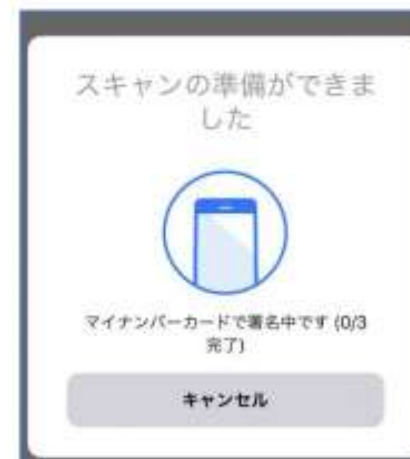 スキャンの準備ができま
した
マイナンバーカードで署名中です (0/3
完了)
キャンセル